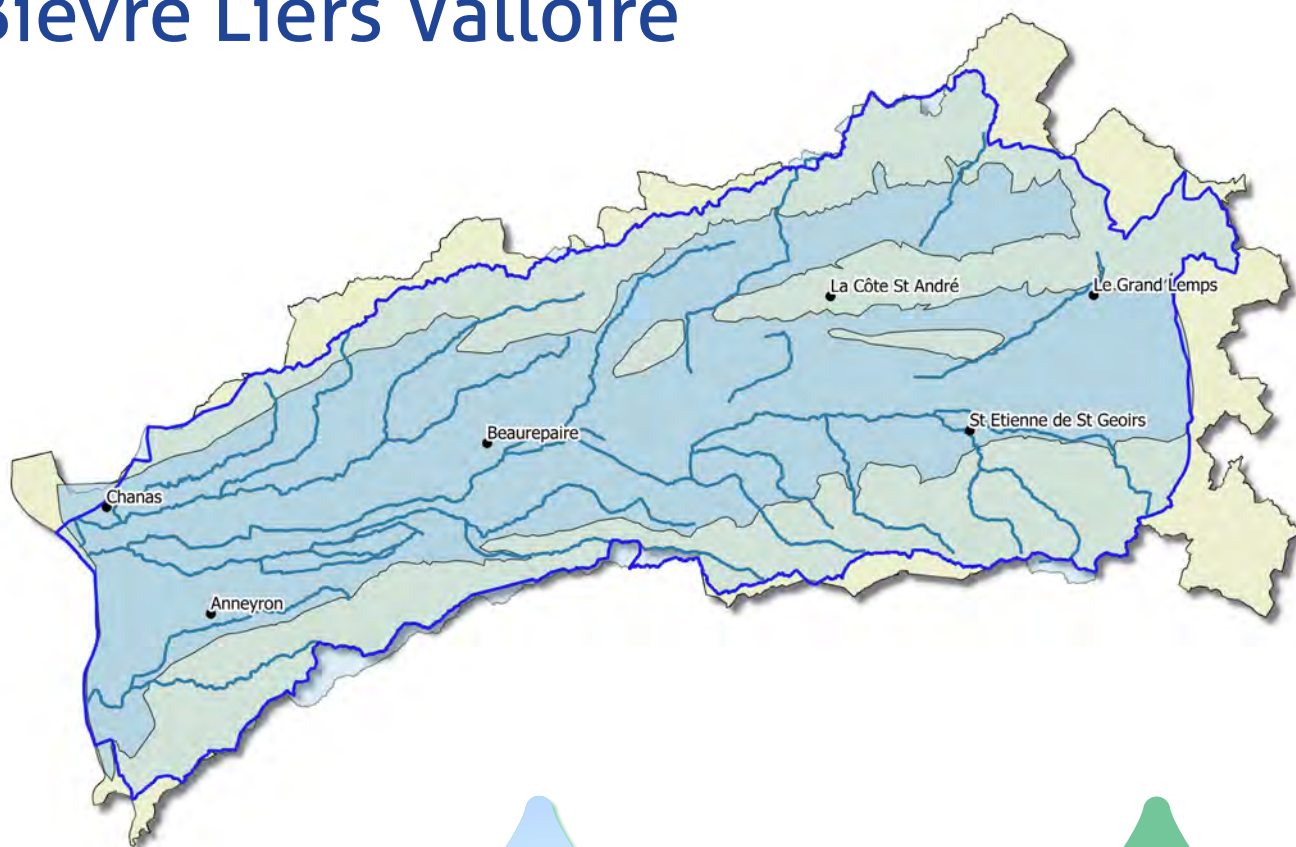 Bièvre Liers Valloire
La Côte St André
Le Grand Lemps
St Etienne de St Geoirs
Beaurepaire
Chanas
Anneyron